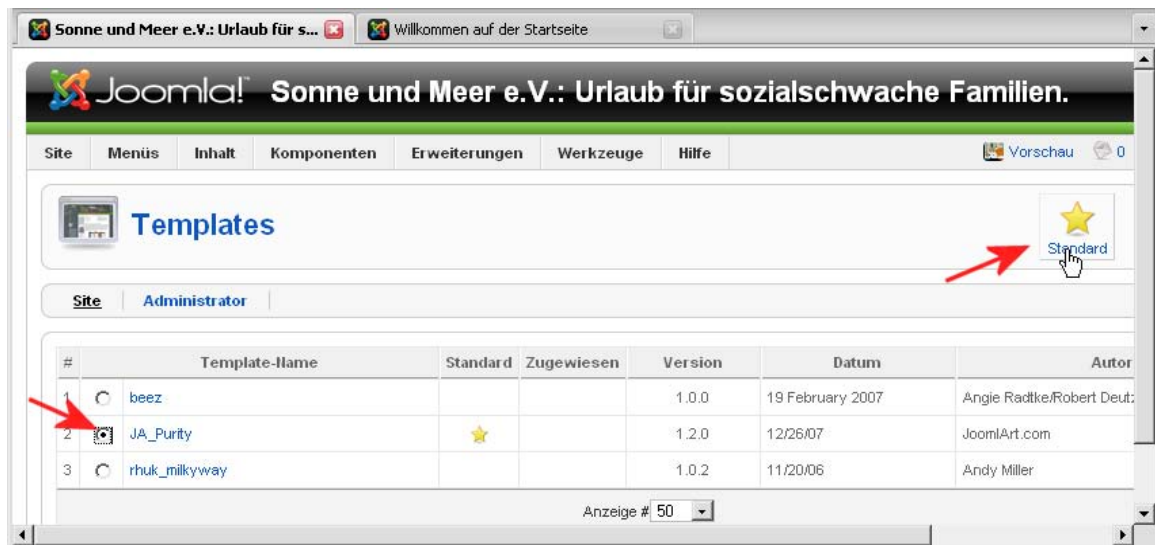 Sonne und Meer e.V.: Urlaub für s... Willkommen auf der Startseite
Joomla! Sonne und Meer e.V.: Urlaub für sozialschwache Familien.
Site Menüs Inhalt Komponenten Erweiterungen Werkzeuge Hilfe Vorschau 0
Templates
Standard
Site Administrator
# Template-Name Standard Zugewiesen Version Datum Autor
1 beez 1.0.0 19 February 2007 Angie Radtke/Robert Deut
2 JA_Purity 1.2.0 12/26/07 JoomlArt.com
3 rhuk_milkyway 1.0.2 11/20/06 Andy Miller
Anzeige # 50